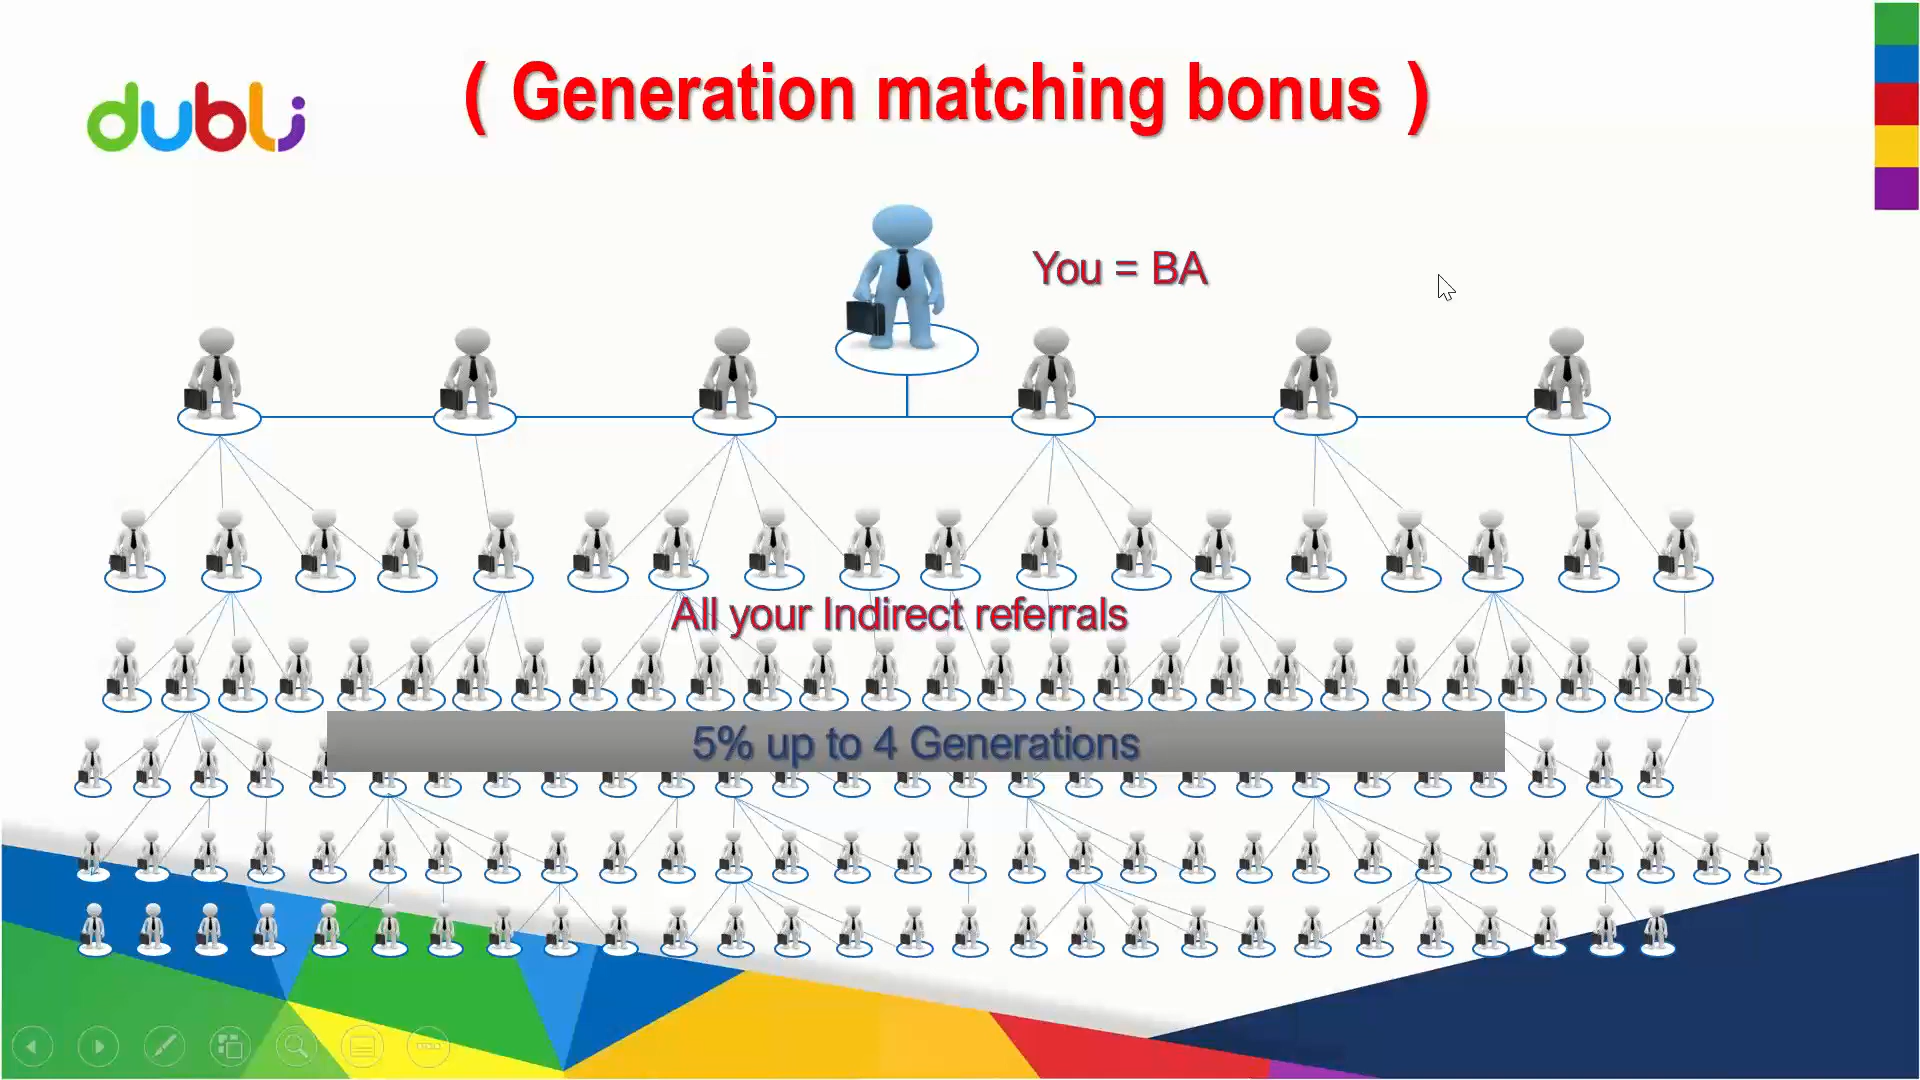 dubli
( Generation matching bonus )
You = BA
All your Indirect referrals
5% up to 4 Generations